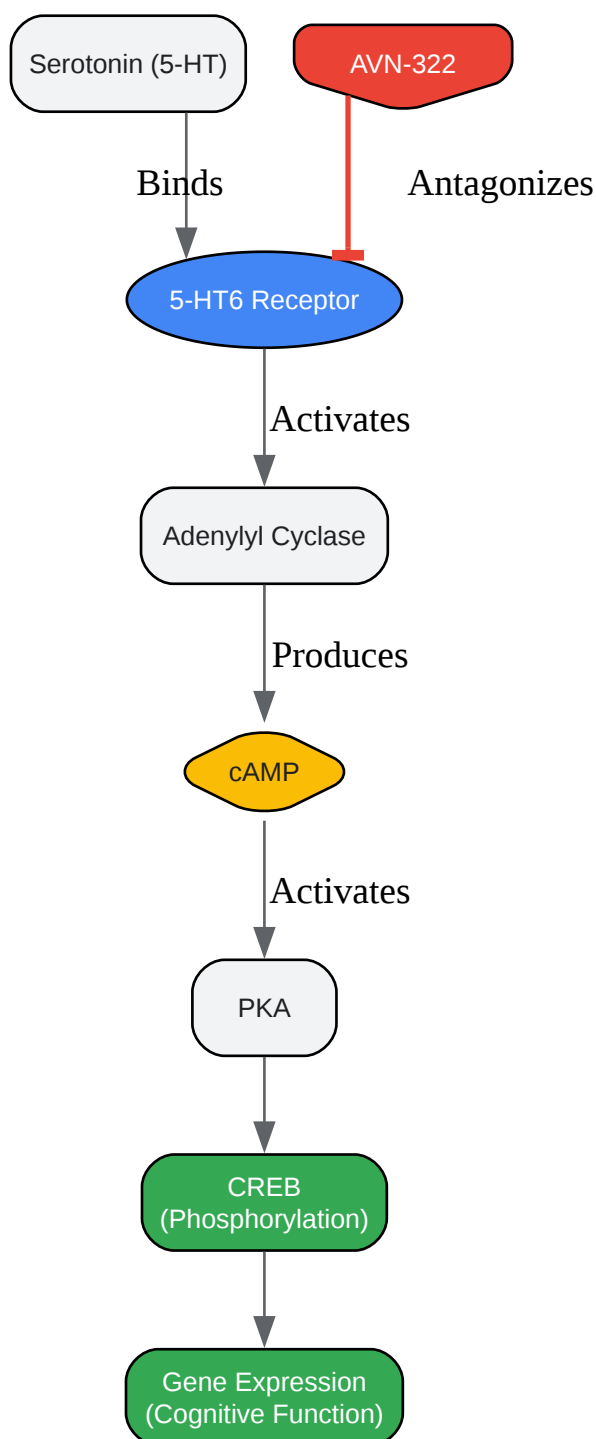 Serotonin (5-HT)
AVN-322
Binds
Antagonizes
5-HT6 Receptor
Activates
Adenylyl Cyclase
Produces
cAMP
Activates
PKA
CREB
(Phosphorylation)
Gene Expression
(Cognitive Function)